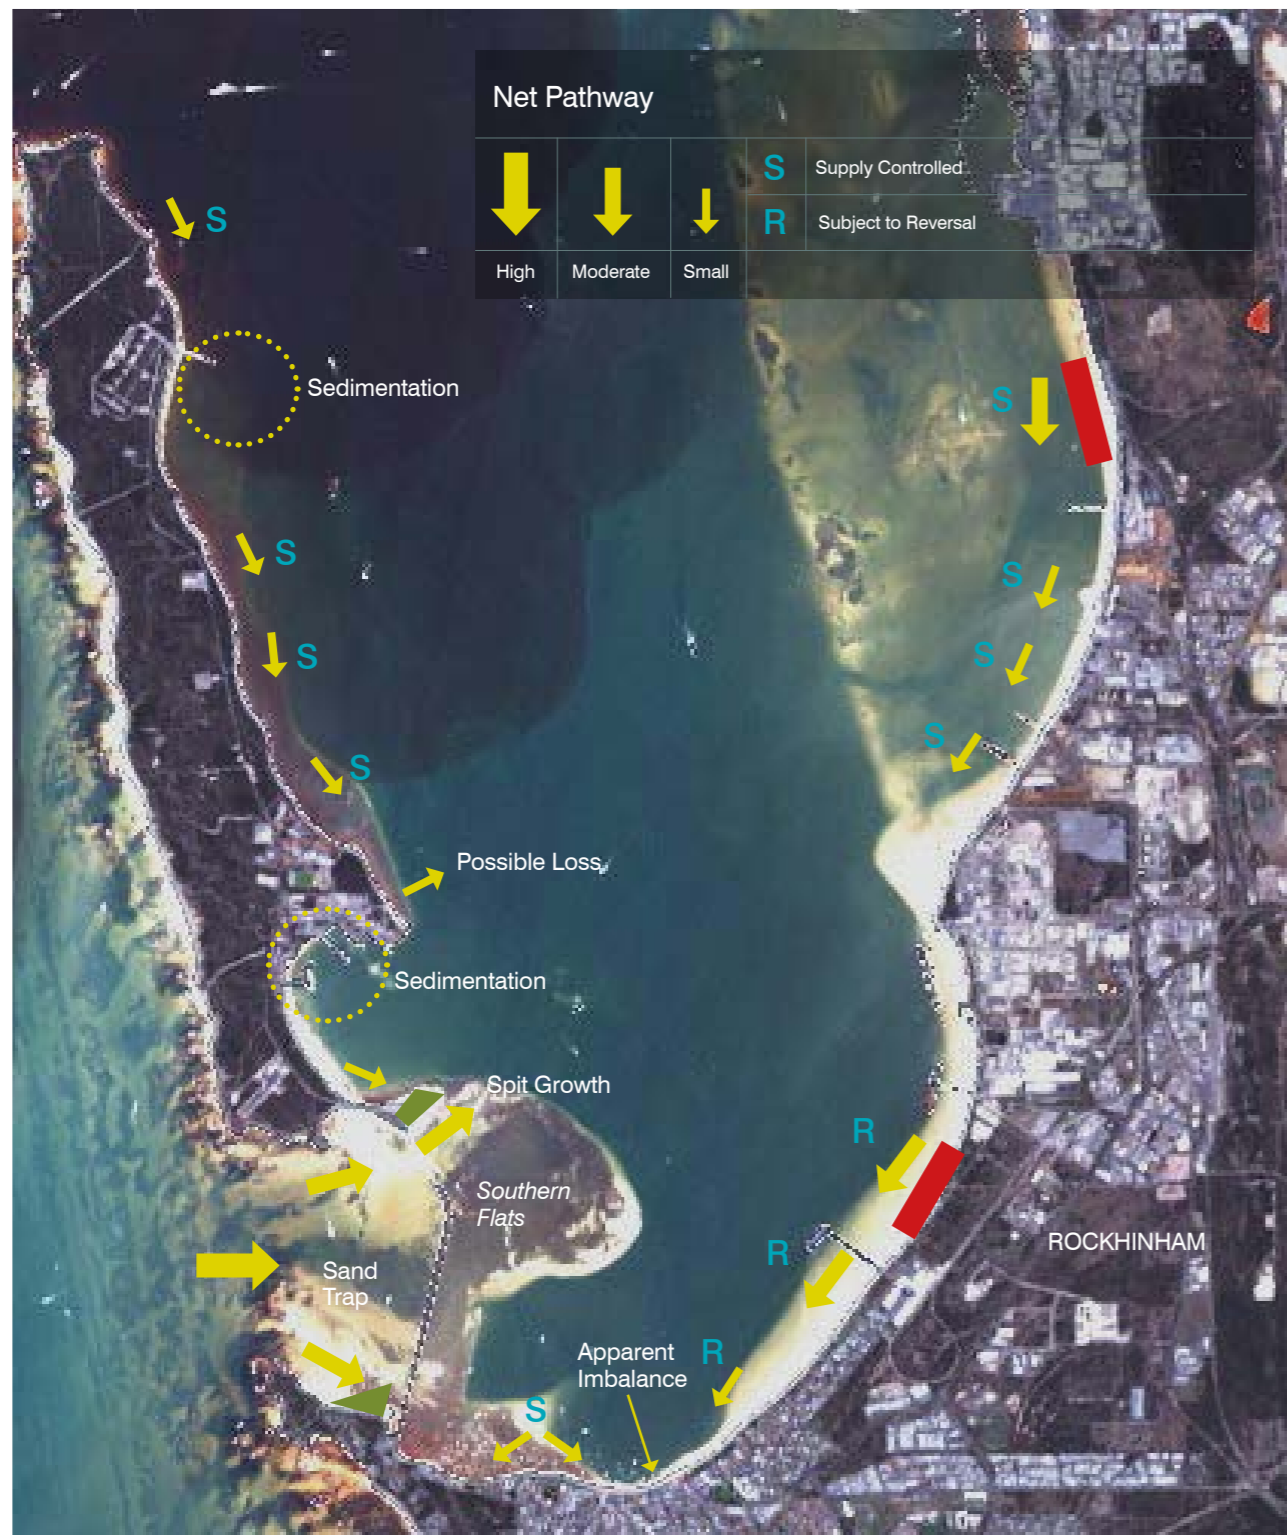 Net Pathway
S Supply Controlled
R Subject to Reversal
High Moderate Small
S
Sedimentation
S
S
S
S
S
S
S
Possible Loss
Sedimentation
Spit Growth
R
Southern
Flats
ROCKHINHAM
R
Sand
Trap
Apparent
Imbalance
R
S